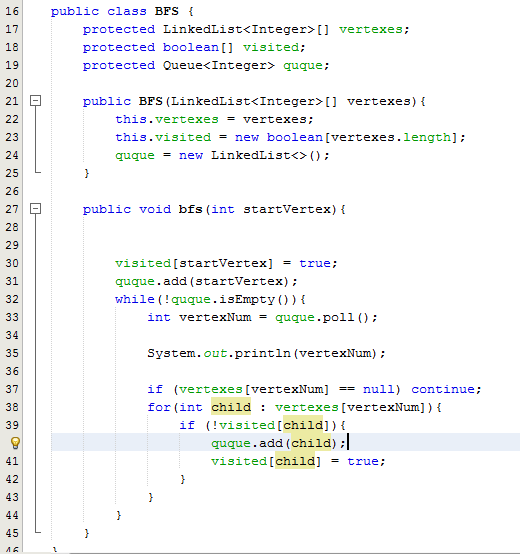 16 public class BFS {
17 protected LinkedList<Integer>[] vertexes;
18 protected boolean[] visited;
19 protected Queue<Integer> quque;
20
21 public BFS(LinkedList<Integer>[] vertexes){
22 this.vertexes = vertexes;
23 this.visited = new boolean[vertexes.length];
24 quque = new LinkedList<>();
25 }
26
27 public void bfs(int startVertex){
28
29
30 visited[startVertex] = true;
31 quque.add(startVertex);
32 while(!quque.isEmpty()){
33 int vertexNum = quque.poll();
34
35 System.out.println(vertexNum);
36
37 if (vertexes[vertexNum] == null) continue;
38 for(int child : vertexes[vertexNum]){
39 if (!visited[child]){
quque.add(child);
41 visited[child] = true;
42 }
43 }
44 }
45 }
46 }